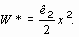 W* = ê₂/2 x².